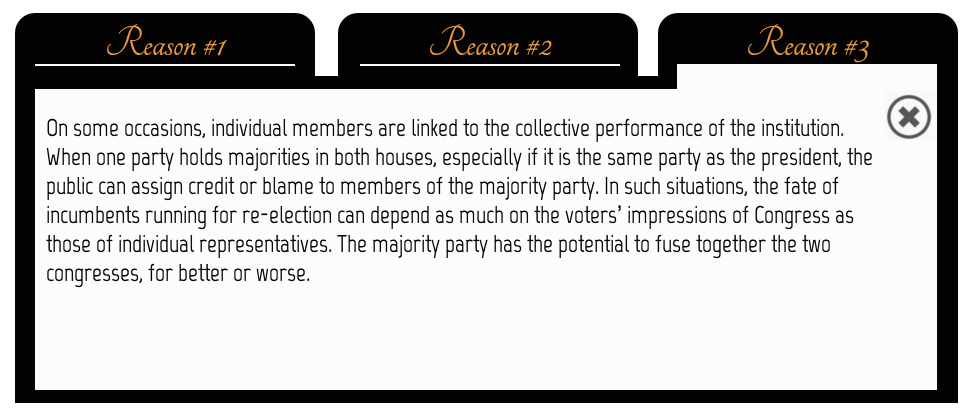 Reason #1
Reason #2
Reason #3
On some occasions, individual members are linked to the collective performance of the institution.
When one party holds majorities in both houses, especially if it is the same party as the president, the
public can assign credit or blame to members of the majority party. In such situations, the fate of
incumbents running for re-election can depend as much on the voters’ impressions of Congress as
those of individual representatives. The majority party has the potential to fuse together the two
congresses, for better or worse.